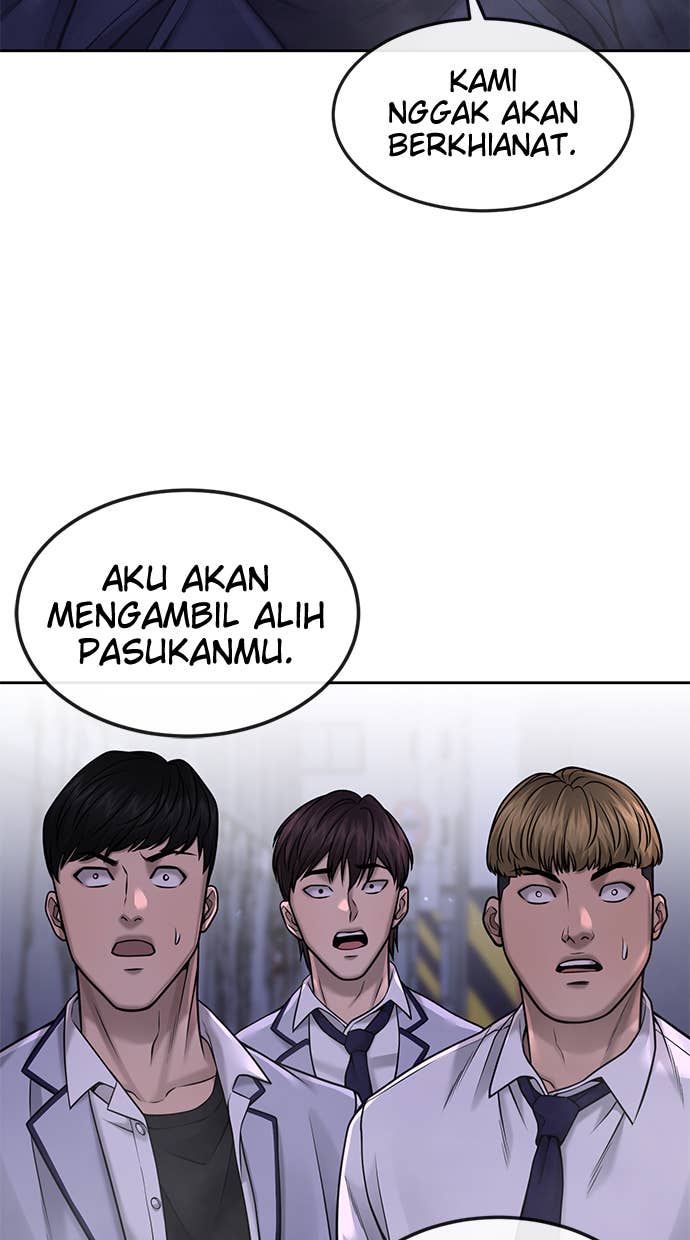 KAMI
NGGAK AKAN
BERKHIANAT.
AKU AKAN
MENGAMBIL ALIH
PASUKANMU.